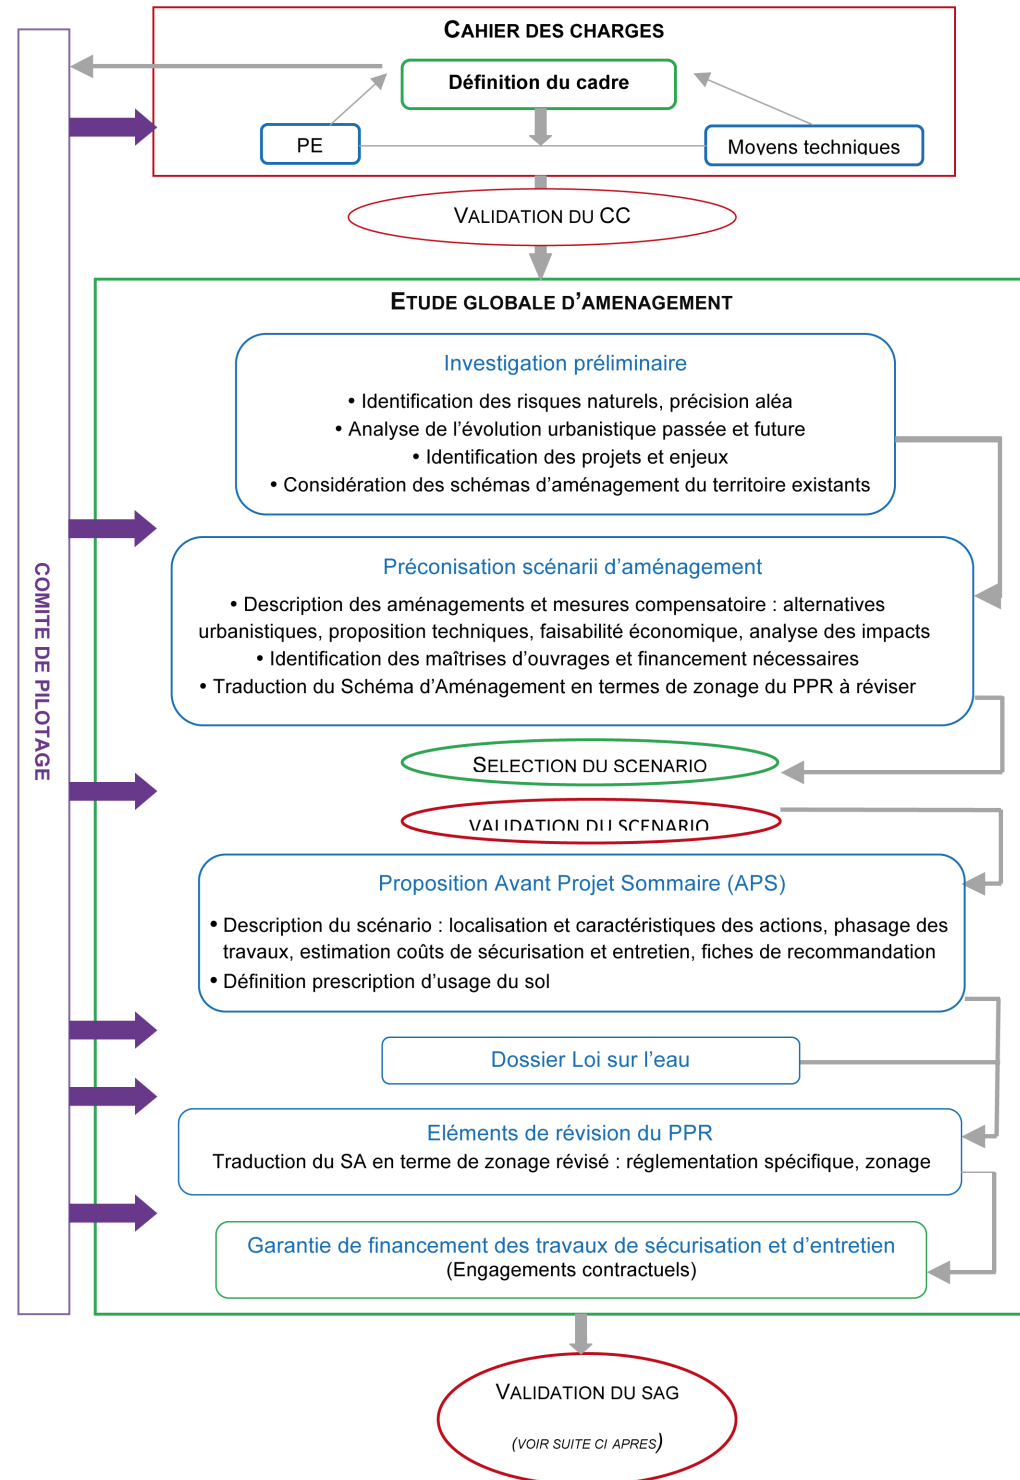 CAHIER DES CHARGES
Définition du cadre
PE
Moyens techniques
VALIDATION DU CC
ETUDE GLOBALE D’AMENAGEMENT
Investigation préliminaire
• Identification des risques naturels, précision aléa
• Analyse de l’évolution urbanistique passée et future
• Identification des projets et enjeux
• Considération des schémas d’aménagement du territoire existants
COMITE DE PILOTAGE
Préconisation scénarii d’aménagement
• Description des aménagements et mesures compensatoire : alternatives
urbanistiques, proposition techniques, faisabilité économique, analyse des impacts
• Identification des maîtrises d’ouvrages et financement nécessaires
• Traduction du Schéma d’Aménagement en termes de zonage du PPR à réviser
SELECTION DU SCENARIO
VALIDATION DU SCENARIO
Proposition Avant Projet Sommaire (APS)
• Description du scénario : localisation et caractéristiques des actions, phasage des
travaux, estimation coûts de sécurisation et entretien, fiches de recommandation
• Définition prescription d’usage du sol
Dossier Loi sur l’eau
Eléments de révision du PPR
Traduction du SA en terme de zonage révisé : réglementation spécifique, zonage
Garantie de financement des travaux de sécurisation et d’entretien
(Engagements contractuels)
VALIDATION DU SAG
(VOIR SUITE CI APRES)